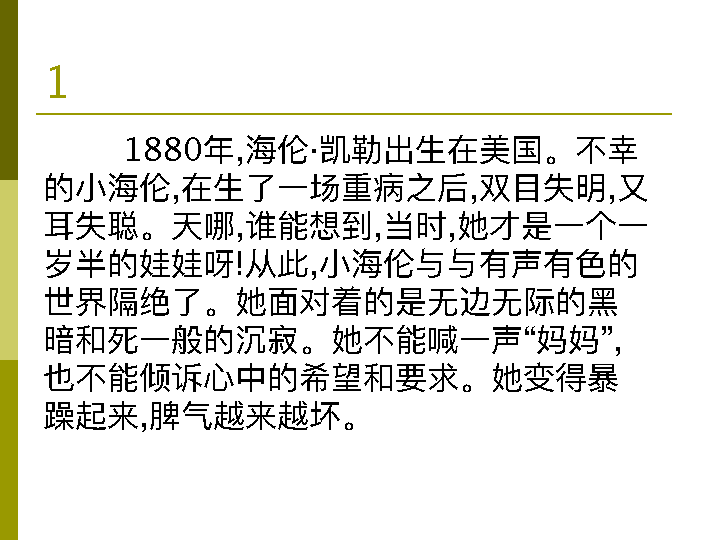 1
1880年,海伦·凯勒出生在美国。不幸
的小海伦,在生了一场重病之后,双目失明,又
耳失聪。天哪,谁能想到,当时,她才是一个一
岁半的娃娃呀!从此,小海伦与与有声有色的
世界隔绝了。她面对着的是无边无际的黑
暗和死一般的沉寂。她不能喊一声“妈妈”,
也不能倾诉心中的希望和要求。她变得暴
躁起来,脾气越来越坏。